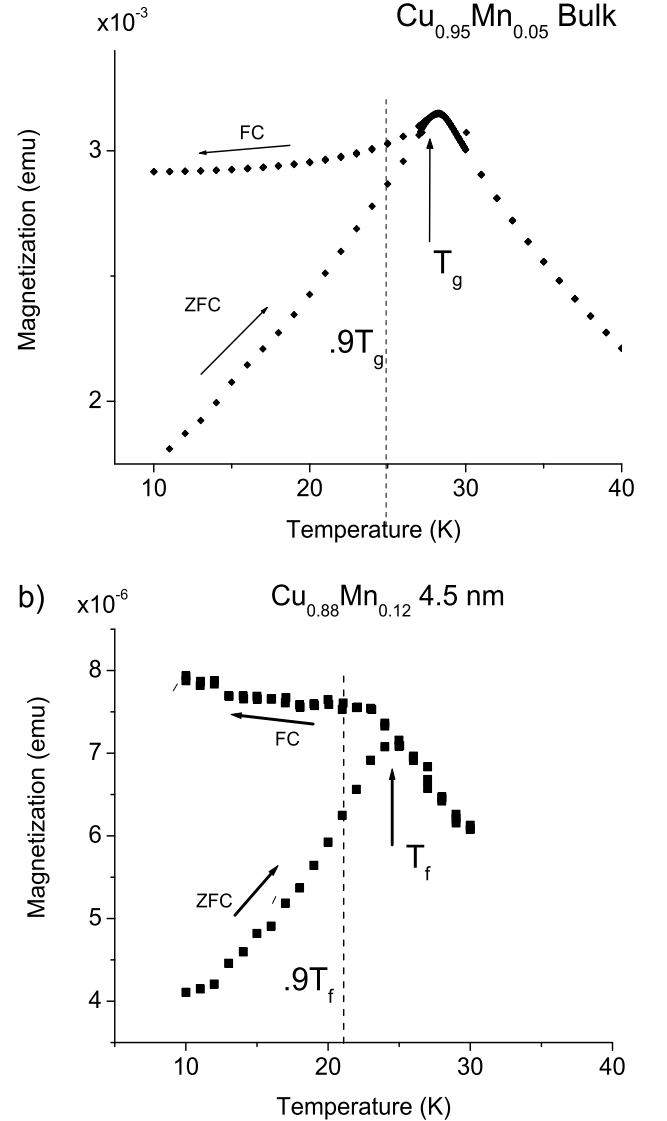 x10-3
Cu0.95Mn0.05 Bulk
3
2
Magnetization (emu)
FC
ZFC
Tg
.9Tg
10 20 30 40
Temperature (K)
b)
x10-6
Cu0.88Mn0.12 4.5 nm
8
7
6
5
4
Magnetization (emu)
FC
ZFC
Tf
.9Tf
10 20 30 40
Temperature (K)